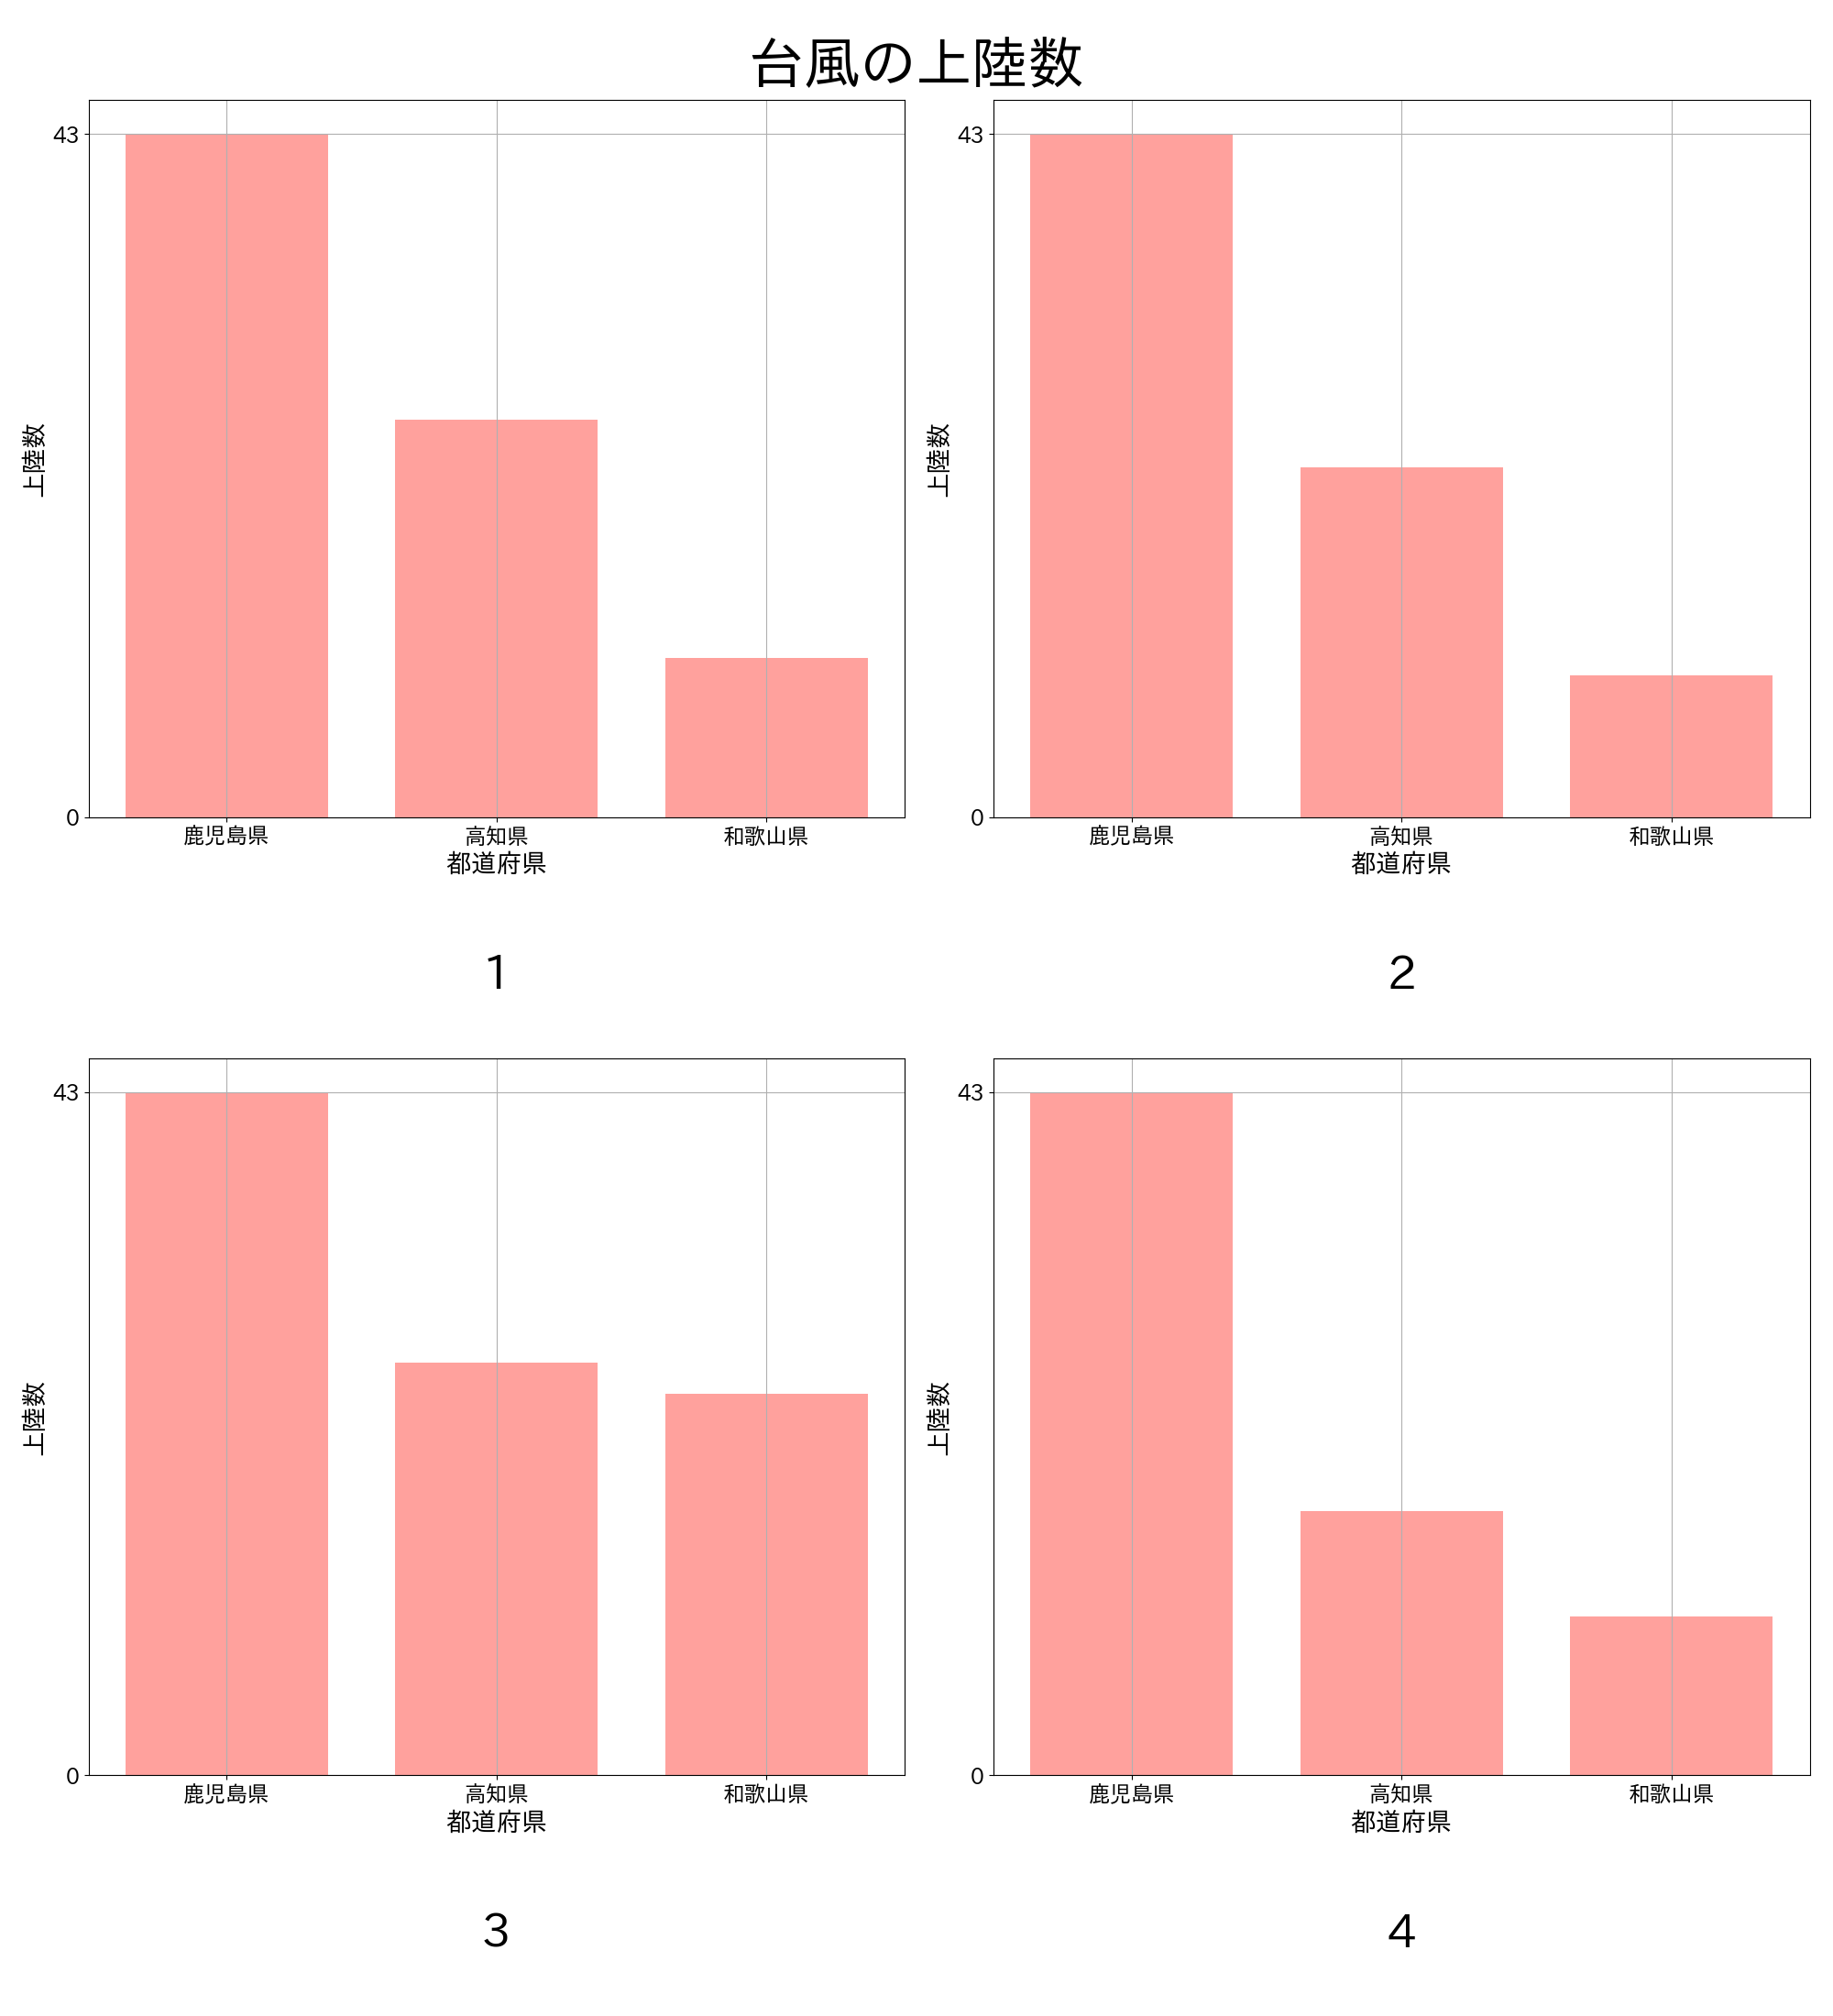 台風の上陸数
43
0
上陸数
鹿児島県 高知県 和歌山県
都道府県
1
43
0
上陸数
鹿児島県 高知県 和歌山県
都道府県
2
43
0
上陸数
鹿児島県 高知県 和歌山県
都道府県
3
43
0
上陸数
鹿児島県 高知県 和歌山県
都道府県
4